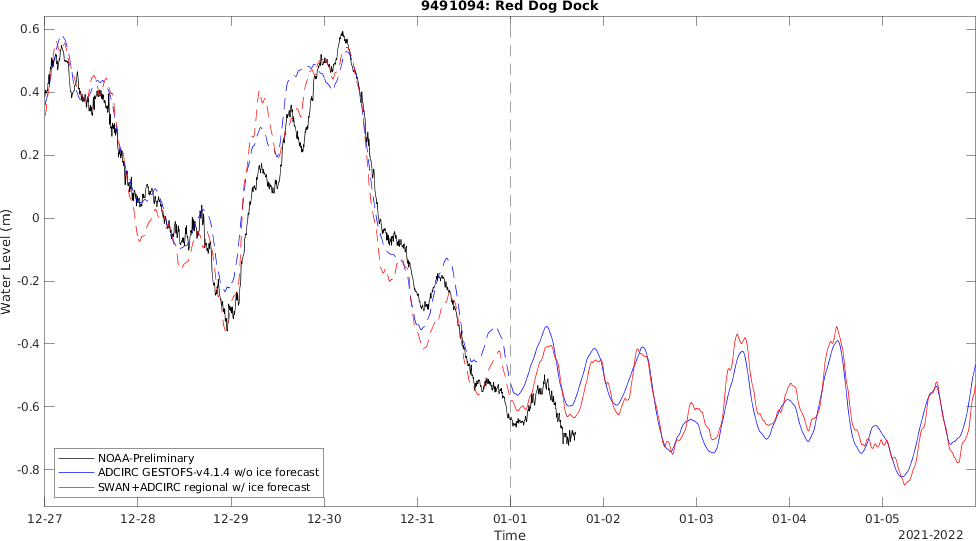 9491094: Red Dog Dock
Water Level (m)
0.6
0.4
0.2
0
-0.2
-0.4
-0.6
-0.8
NOAA-Preliminary
ADCIRC GESTOFS-v4.1.4 w/o ice forecast
SWAN+ADCIRC regional w/ ice forecast
12-27 12-28 12-29 12-30 12-31 01-01 01-02 01-03 01-04 01-05
Time
2021-2022